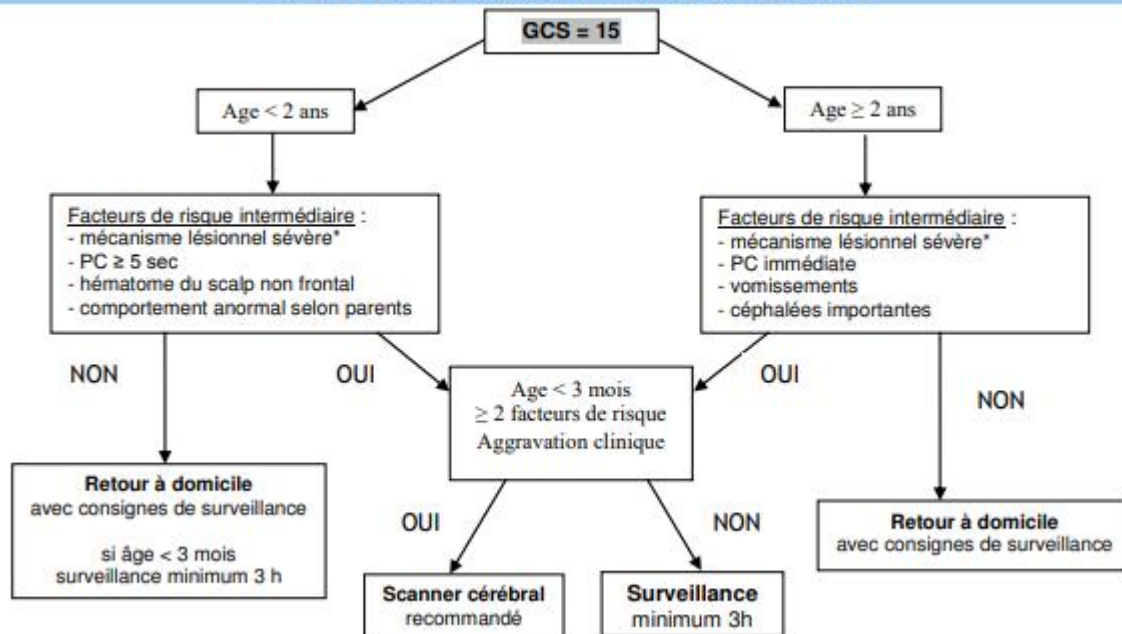 GCS = 15
Age < 2 ans
Age ≥ 2 ans
Facteurs de risque intermédiaire :
- mécanisme lésionnel sévère*
- PC ≥ 5 sec
- hématome du scalp non frontal
- comportement anormal selon parents
Facteurs de risque intermédiaire :
- mécanisme lésionnel sévère*
- PC immédiate
- vomissements
- céphalées importantes
NON
OUI
OUI
NON
Age < 3 mois
≥ 2 facteurs de risque
Aggravation clinique
Retour à domicile
avec consignes de surveillance
si âge < 3 mois
surveillance minimum 3 h
OUI
NON
Retour à domicile
avec consignes de surveillance
Scanner cérébral
recommandé
Surveillance
minimum 3h